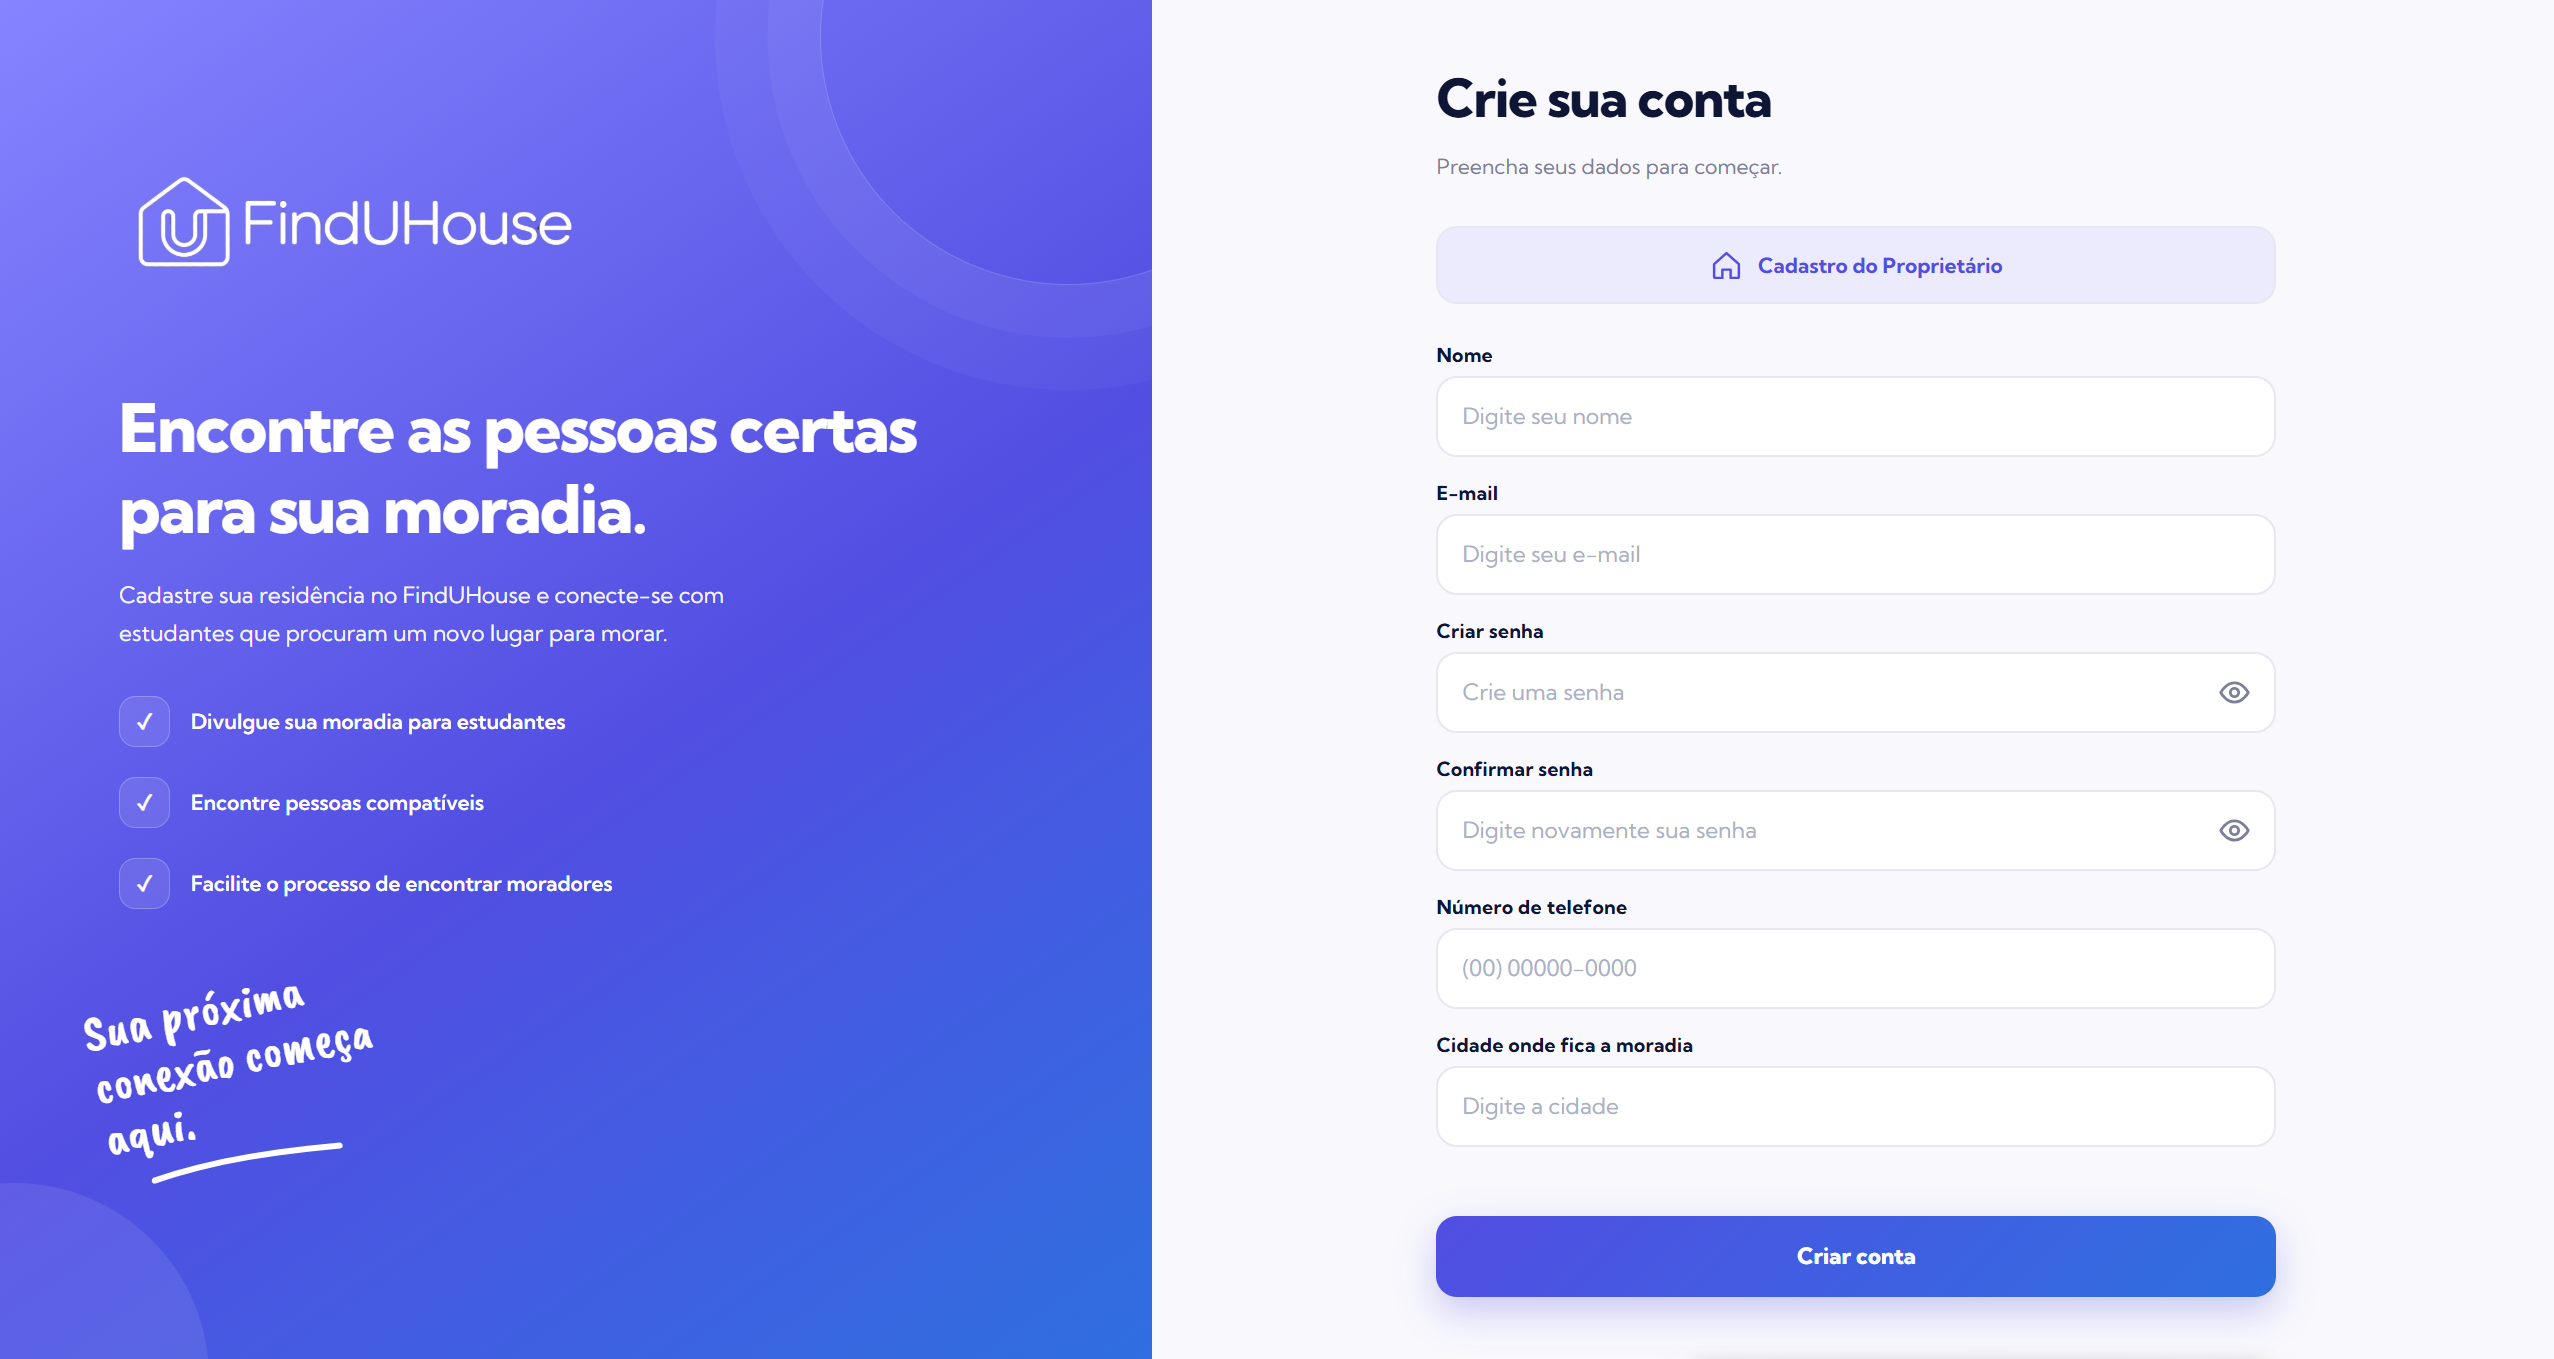 FindUHouse
Encontre as pessoas certas
para sua moradia.
Cadastre sua residência no FindUHouse e conecte-se com
estudantes que procuram um novo lugar para morar.
✓ Divulgue sua moradia para estudantes
✓ Encontre pessoas compatíveis
✓ Facilite o processo de encontrar moradores
Sua próxima
conexão começa
aqui.
Crie sua conta
Preencha seus dados para começar.
Cadastro do Proprietário
Nome
Digite seu nome
E-mail
Digite seu e-mail
Criar senha
Crie uma senha
Confirmar senha
Digite novamente sua senha
Número de telefone
(00) 00000-0000
Cidade onde fica a moradia
Digite a cidade
Criar conta